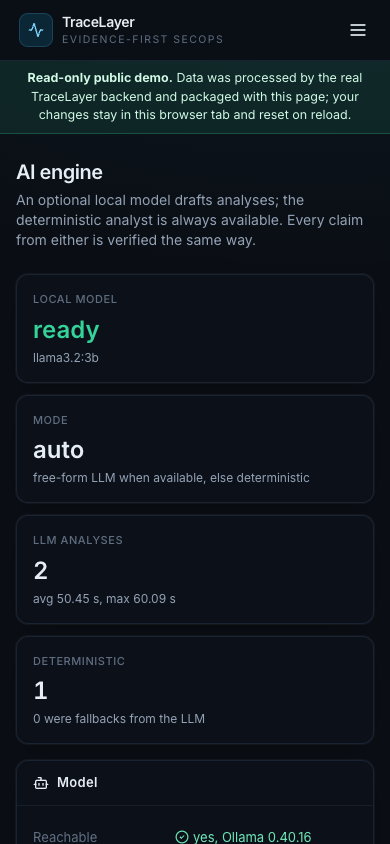 TraceLayer
EVIDENCE-FIRST SECOPS
Read-only public demo. Data was processed by the real
TraceLayer backend and packaged with this page; your
changes stay in this browser tab and reset on reload.
AI engine
An optional local model drafts analyses; the
deterministic analyst is always available. Every claim
from either is verified the same way.
LOCAL MODEL
ready
llama3.2:3b
MODE
auto
free-form LLM when available, else deterministic
LLM ANALYSES
2
avg 50.45 s, max 60.09 s
DETERMINISTIC
1
0 were fallbacks from the LLM
Model
Reachable yes, Ollama 0.40.16